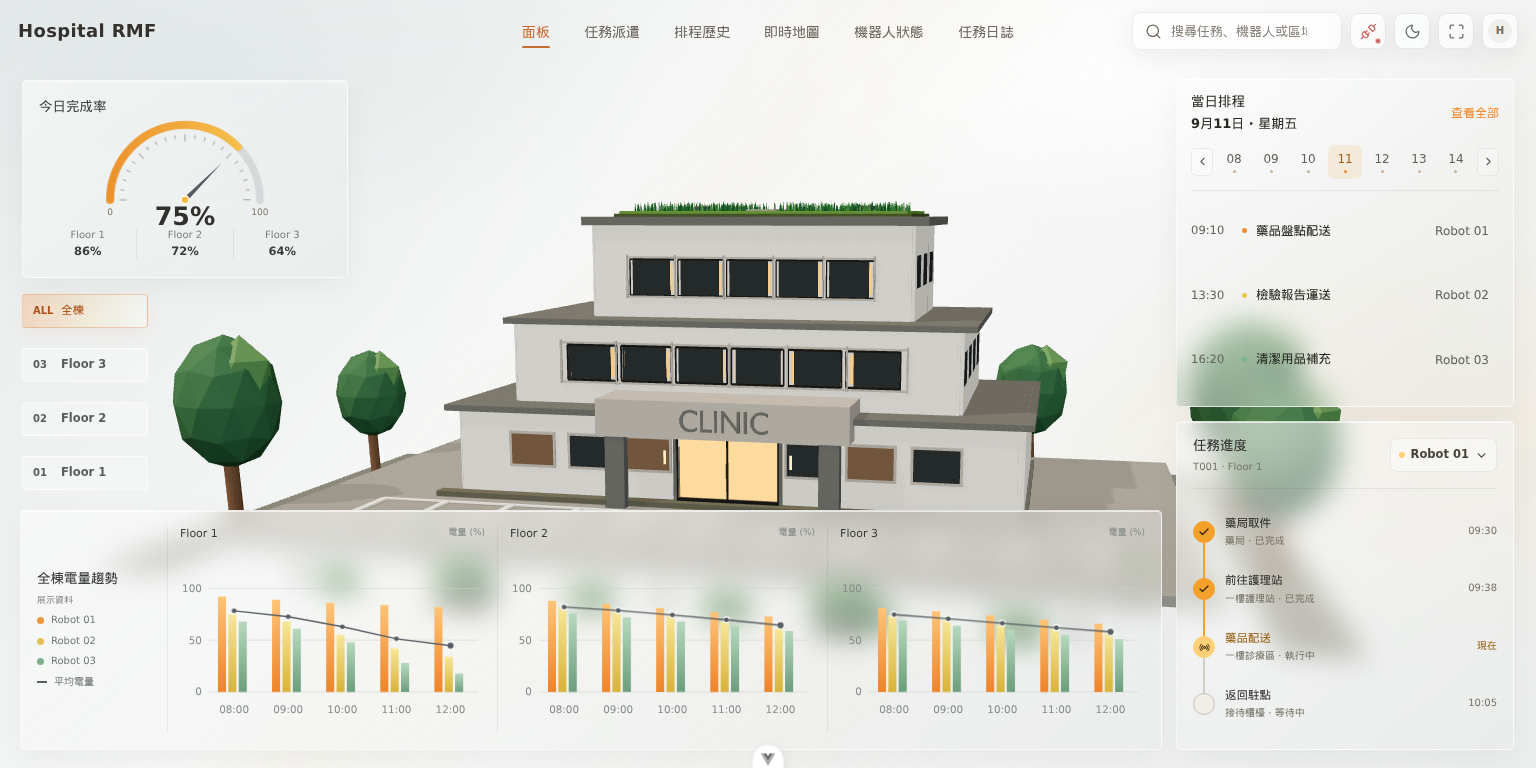 Hospital RMF
面板 任務派遣 排程歷史 即時地圖 機器人狀態 任務日誌
搜尋任務、機器人或區
H
今日完成率
0 100
75%
Floor 1 Floor 2 Floor 3
86% 72% 64%
ALL 全棟
03 Floor 3
02 Floor 2
01 Floor 1
CLINIC
當日排程
9月11日・星期五
查看全部
08 09 10 11 12 13 14
09:10 藥品盤點配送 Robot 01
13:30 檢驗報告運送 Robot 02
16:20 清潔用品補充 Robot 03
任務進度
T001 · Floor 1
Robot 01
藥局取件 09:30
藥局 · 已完成
前往護理站 09:38
一樓護理站 · 已完成
藥品配送 現在
一樓診療區 · 執行中
返回駐點 10:05
接待櫃檯 · 等待中
全棟電量趨勢
展示資料
Robot 01
Robot 02
Robot 03
平均電量
Floor 1 電量 (%)
100
50
0
08:00 09:00 10:00 11:00 12:00
Floor 2 電量 (%)
100
50
0
08:00 09:00 10:00 11:00 12:00
Floor 3 電量 (%)
100
50
0
08:00 09:00 10:00 11:00 12:00